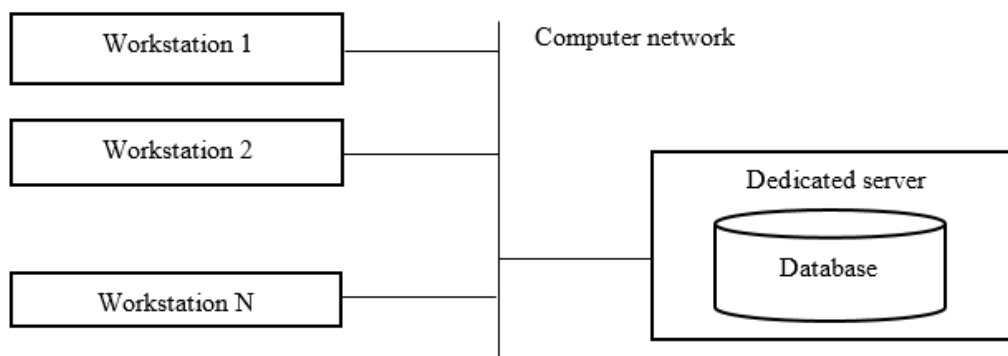 Workstation 1
Computer network
Workstation 2
Dedicated server
Database
Workstation N